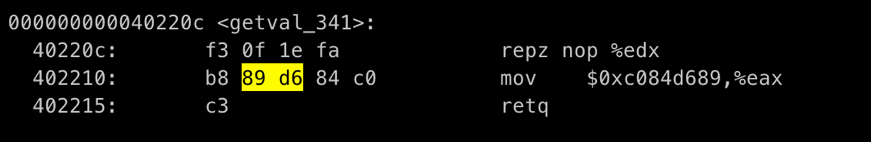 000000000040220c <getval_341>:
40220c: f3 0f 1e fa repz nop %edx
402210: b8 89 d6 84 c0 mov $0xc084d689,%eax
402215: c3 retq